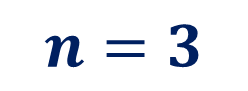 n = 3